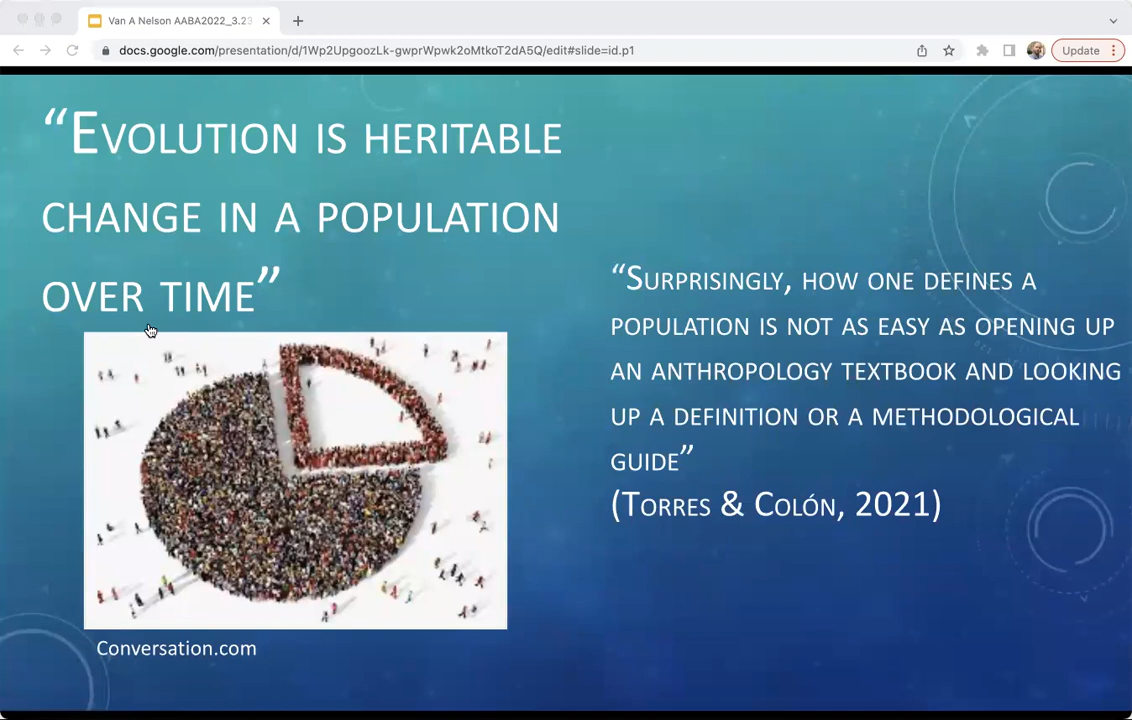 Van A Nelson AABA2022_3.23
docs.google.com/presentation/d/1Wp2UpgoozLk-gwprWpwk2oMtkoT2dA5Q/edit#slide=id.p1
Update
“Evolution is heritable
change in a population
over time”
“Surprisingly, how one defines a
population is not as easy as opening up
an anthropology textbook and looking
up a definition or a methodological
guide”
(Torres & Colón, 2021)
Conversation.com